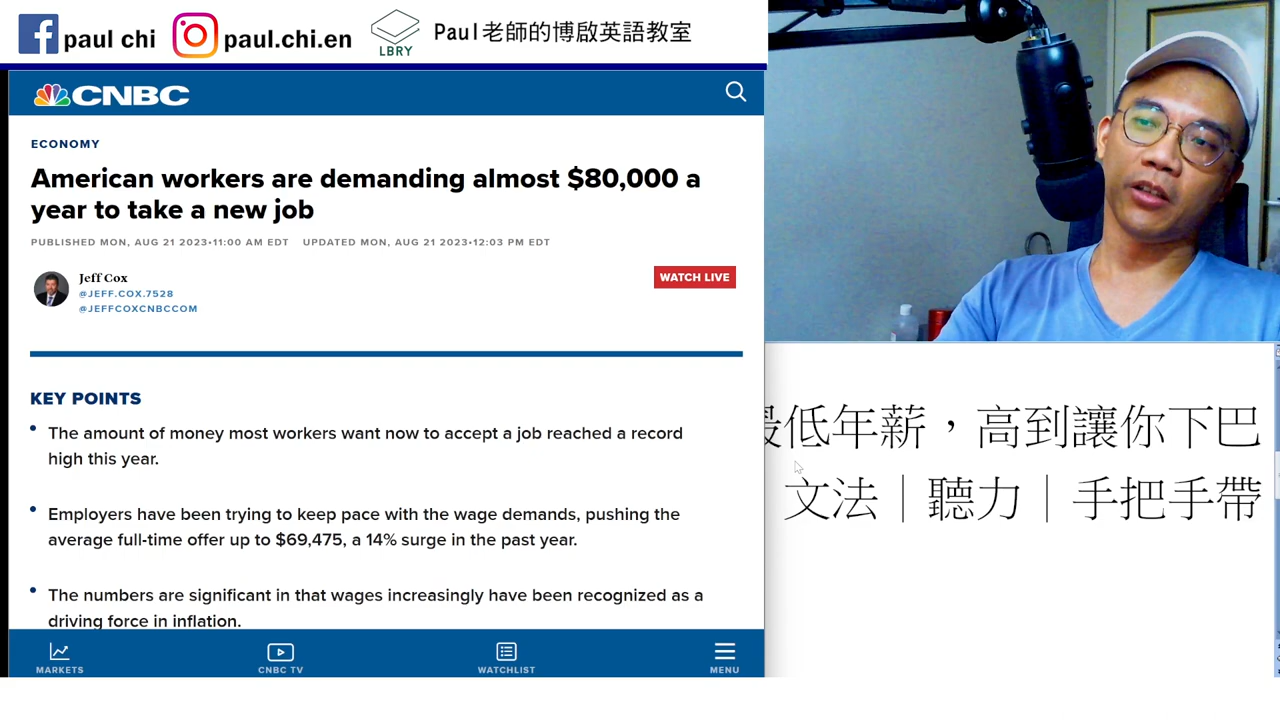 paul chi
paul.chi.en
LBRY
Paul老師的博啟英語教室
CNBC
ECONOMY
American workers are demanding almost $80,000 a
year to take a new job
PUBLISHED MON, AUG 21 2023•11:00 AM EDT UPDATED MON, AUG 21 2023•12:03 PM EDT
Jeff Cox
@JEFF.COX.7528
@JEFFCOXCNBCCOM
WATCH LIVE
KEY POINTS
• The amount of money most workers want now to accept a job reached a record
high this year.
• Employers have been trying to keep pace with the wage demands, pushing the
average full-time offer up to $69,475, a 14% surge in the past year.
• The numbers are significant in that wages increasingly have been recognized as a
driving force in inflation.
MARKETS
CNBC TV
WATCHLIST
MENU
低年薪，高到讓你下巴
文法｜聽力｜手把手帶